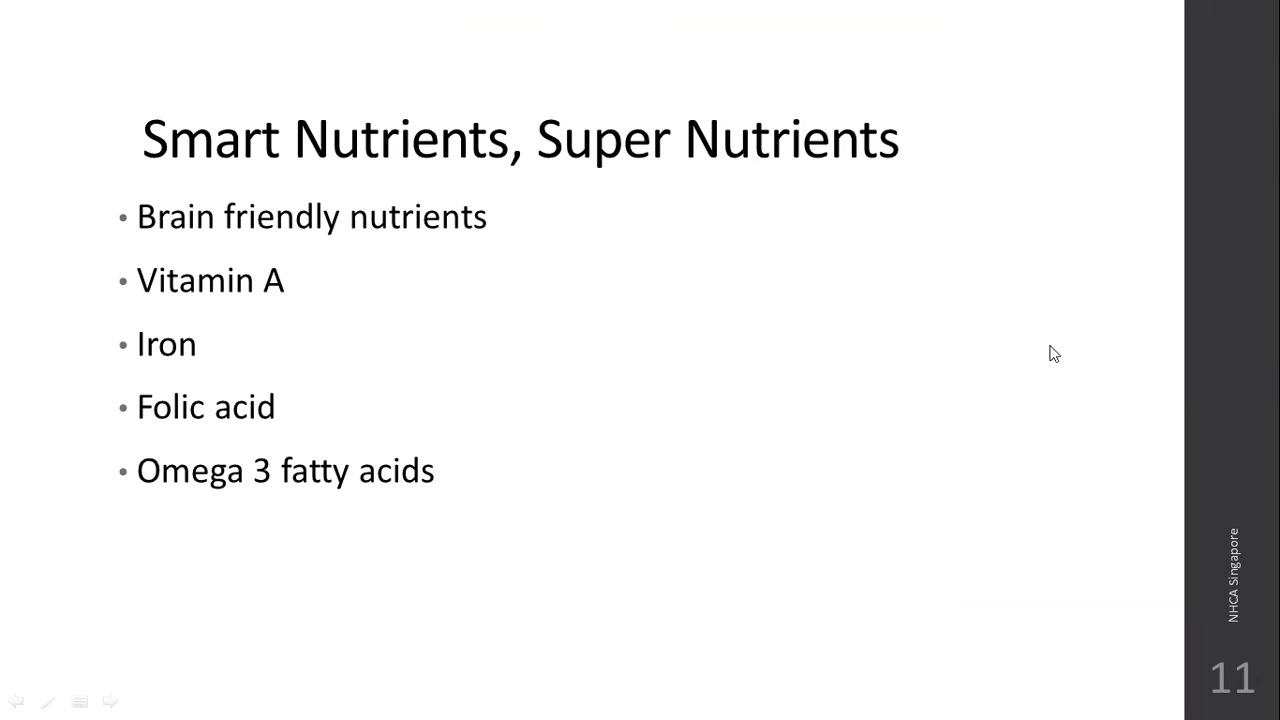 Smart Nutrients, Super Nutrients
• Brain friendly nutrients
• Vitamin A
• Iron
• Folic acid
• Omega 3 fatty acids
NHCA Singapore
11